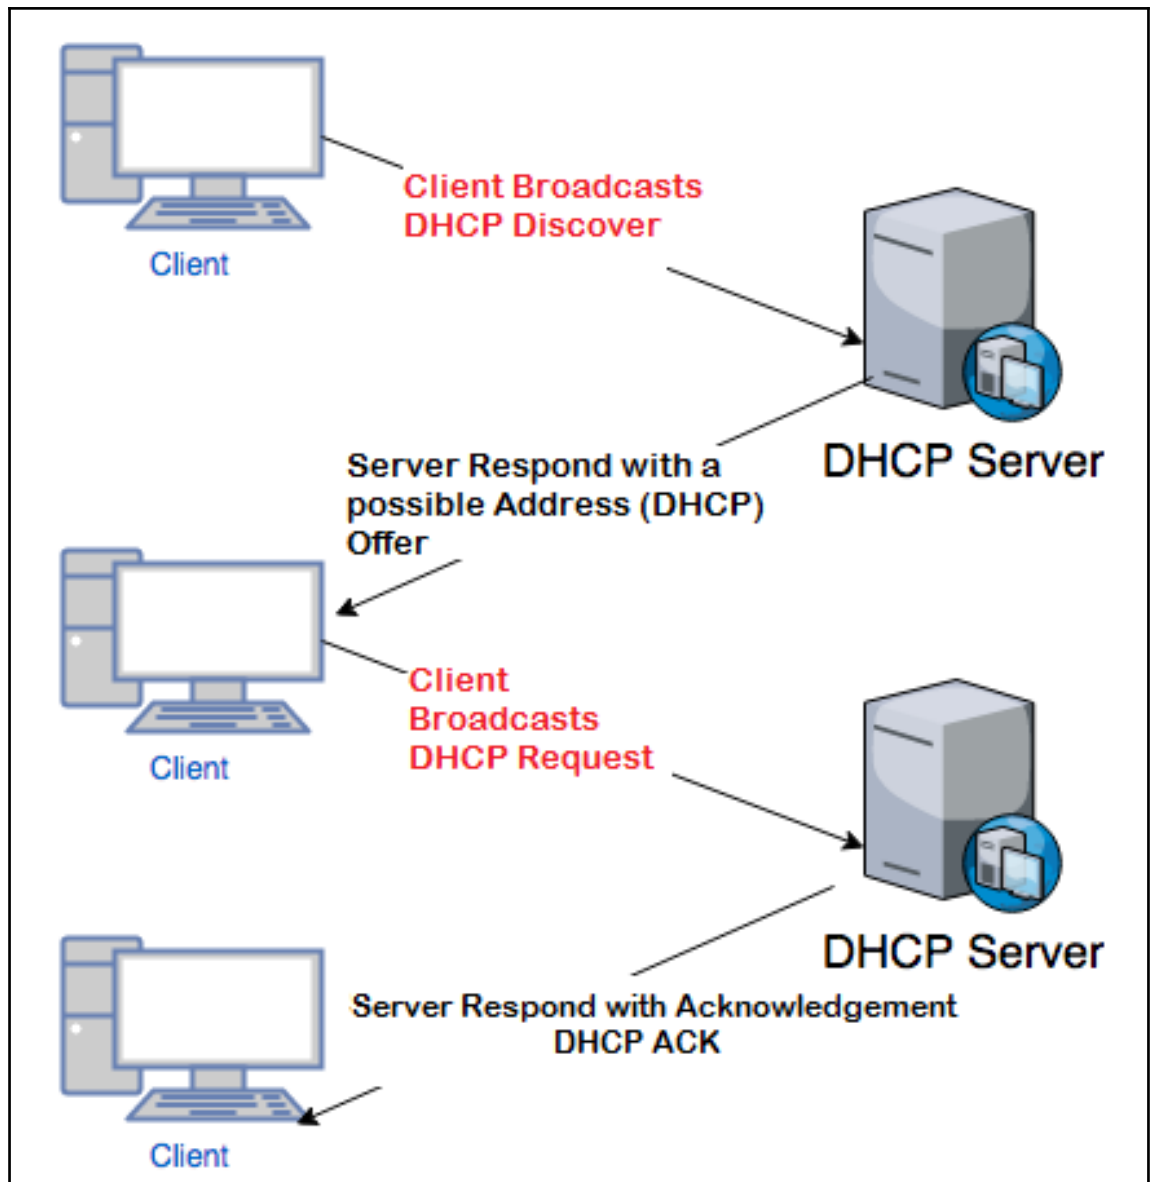 Client Broadcasts
DHCP Discover
Client
DHCP Server
Server Respond with a
possible Address (DHCP)
Offer
Client
Client
Broadcasts
DHCP Request
DHCP Server
Server Respond with Acknowledgement
DHCP ACK
Client